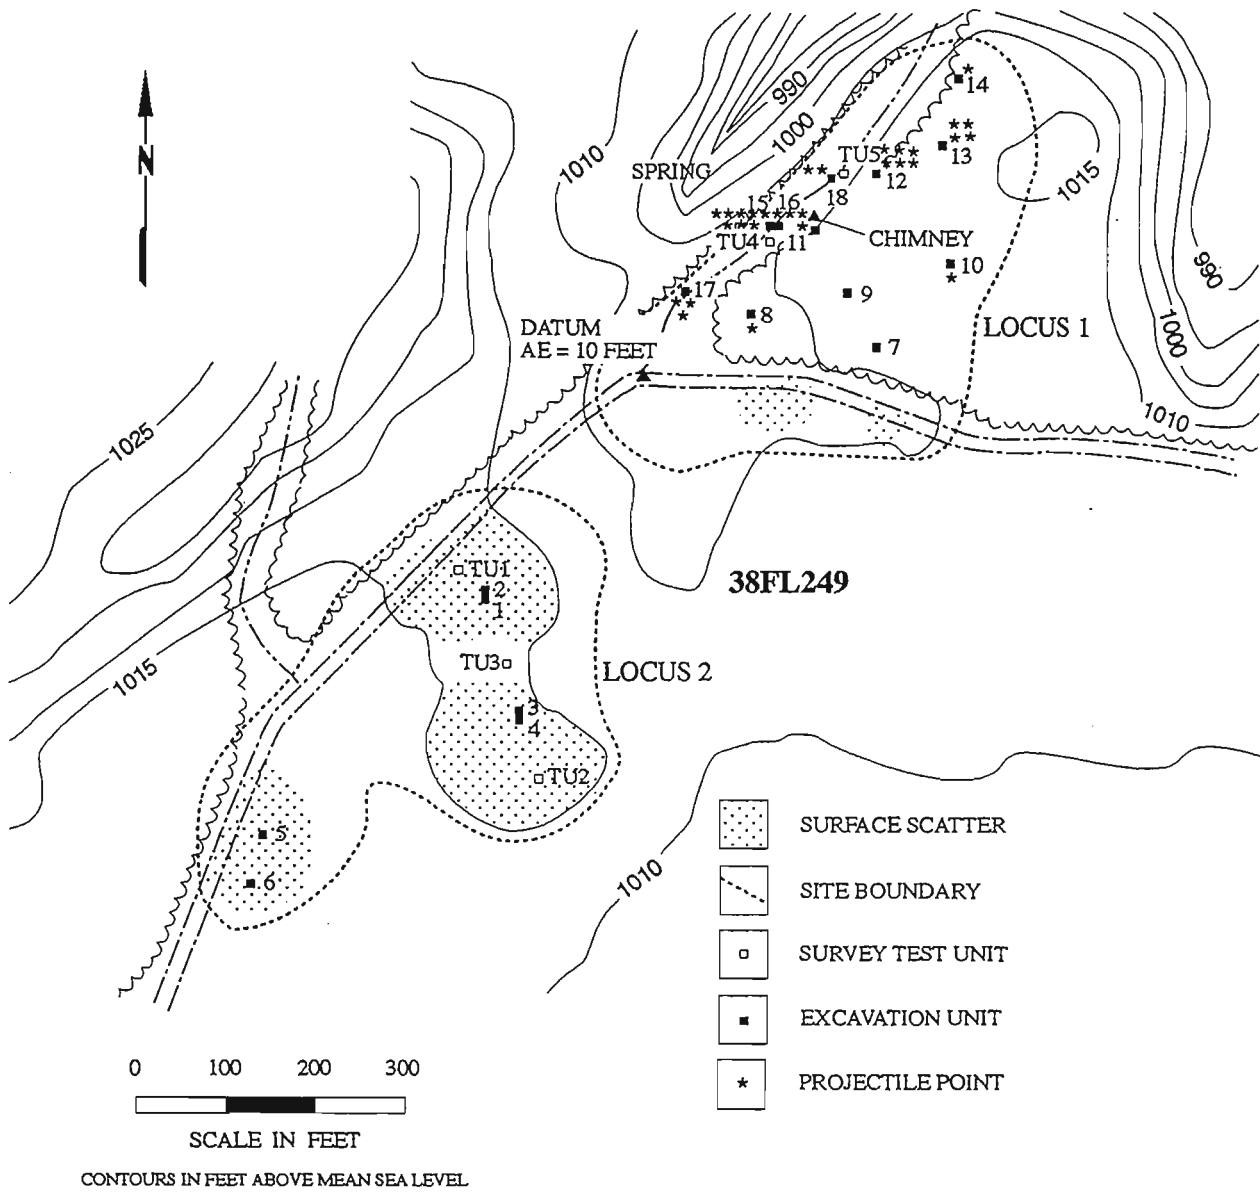 990
1000
1010
SPRING
TU5
14
13
12
18
1015
15 16
TU4
11
CHIMNEY
990
10
17
9
8
7
LOCUS 1
1000
DATUM
AE = 10 FEET
1010
1025
N
38FL249
TU1
2
1
TU3
LOCUS 2
1015
3
4
TU2
5
6
1010
SURFACE SCATTER
SITE BOUNDARY
SURVEY TEST UNIT
EXCAVATION UNIT
PROJECTILE POINT
0 100 200 300
SCALE IN FEET
CONTOURS IN FEET ABOVE MEAN SEA LEVEL